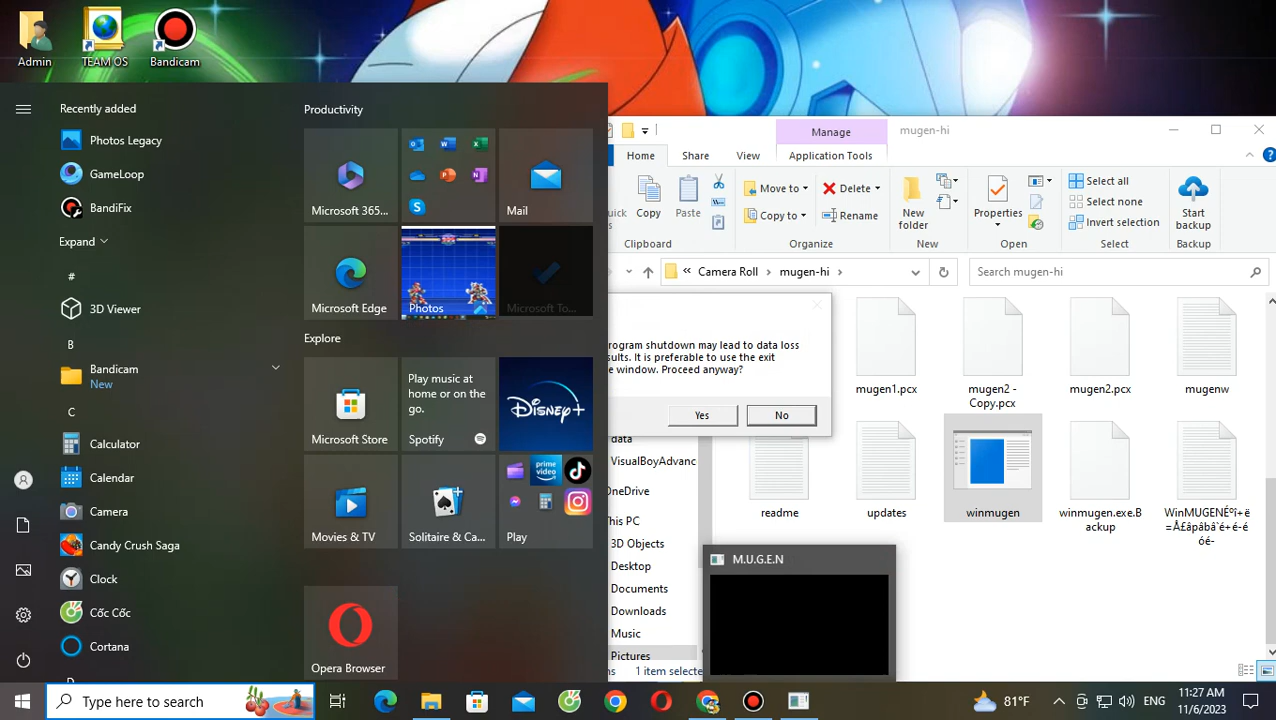 Admin
TEAM OS
Bandicam
Recently added
Photos Legacy
GameLoop
BandiFix
Expand
#
3D Viewer
B
Bandicam
New
C
Calculator
Calendar
Camera
Candy Crush Saga
Clock
Cốc Cốc
Cortana
Productivity
Microsoft 365...
Mail
Microsoft Edge
Photos
Microsoft To...
Explore
Microsoft Store
Play music at
home or on the
go.
Spotify
Disney+
Movies & TV
Solitaire & Ca...
prime
video
Play
Opera Browser
Manage
mugen-hi
Home
Share
View
Application Tools
Copy
Paste
Move to
Copy to
Delete
Rename
New
folder
Properties
Select all
Select none
Invert selection
Start
backup
Clipboard
Organize
New
Open
Select
Backup
« Camera Roll
mugen-hi
Search mugen-hi
rogram shutdown may lead to data loss
sults. It is preferable to use the exit
e window. Proceed anyway?
Yes
No
data
VisualBoyAdvanc
OneDrive
his PC
3D Objects
Desktop
Documents
Downloads
Music
Pictures
1 item selecte
mugen1.pcx
mugen2 -
Copy.pcx
mugen2.pcx
mugenw
readme
updates
winmugen
winmugen.exe.B
ackup
M.U.G.E.N
Type here to search
81°F
ENG
11:27 AM
11/6/2023